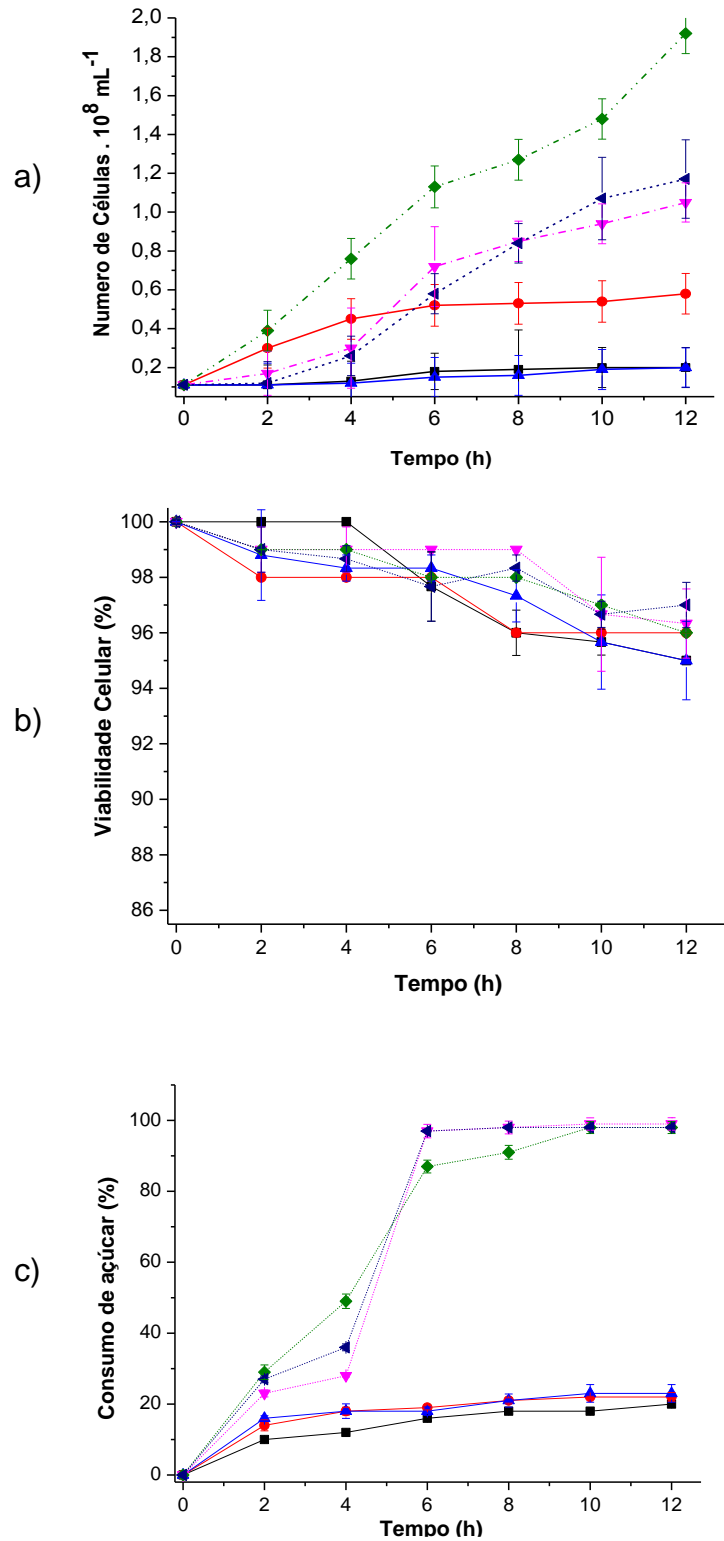 a)
Numero de Células . 10⁸ mL⁻¹
2,0
1,8
1,6
1,4
1,2
1,0
0,8
0,6
0,4
0,2
0 2 4 6 8 10 12
Tempo (h)
b)
Viabilidade Celular (%)
100
98
96
94
92
90
88
86
0 2 4 6 8 10 12
Tempo (h)
c)
Consumo de açúcar (%)
100
80
60
40
20
0
0 2 4 6 8 10 12
Tempo (h)